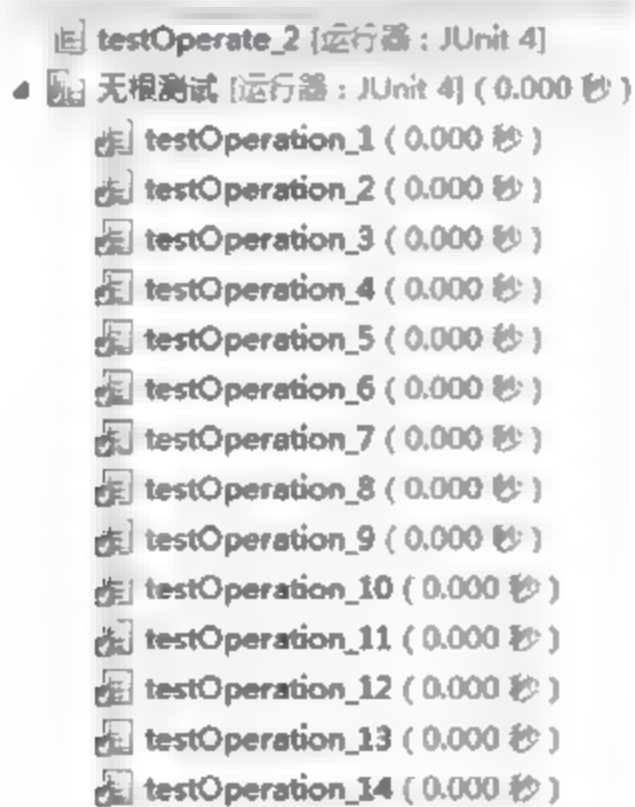 testOperate_2 [运行器 : JUnit 4]
无根测试 [运行器 : JUnit 4] ( 0.000 秒 )
testOperation_1 ( 0.000 秒 )
testOperation_2 ( 0.000 秒 )
testOperation_3 ( 0.000 秒 )
testOperation_4 ( 0.000 秒 )
testOperation_5 ( 0.000 秒 )
testOperation_6 ( 0.000 秒 )
testOperation_7 ( 0.000 秒 )
testOperation_8 ( 0.000 秒 )
testOperation_9 ( 0.000 秒 )
testOperation_10 ( 0.000 秒 )
testOperation_11 ( 0.000 秒 )
testOperation_12 ( 0.000 秒 )
testOperation_13 ( 0.000 秒 )
testOperation_14 ( 0.000 秒 )